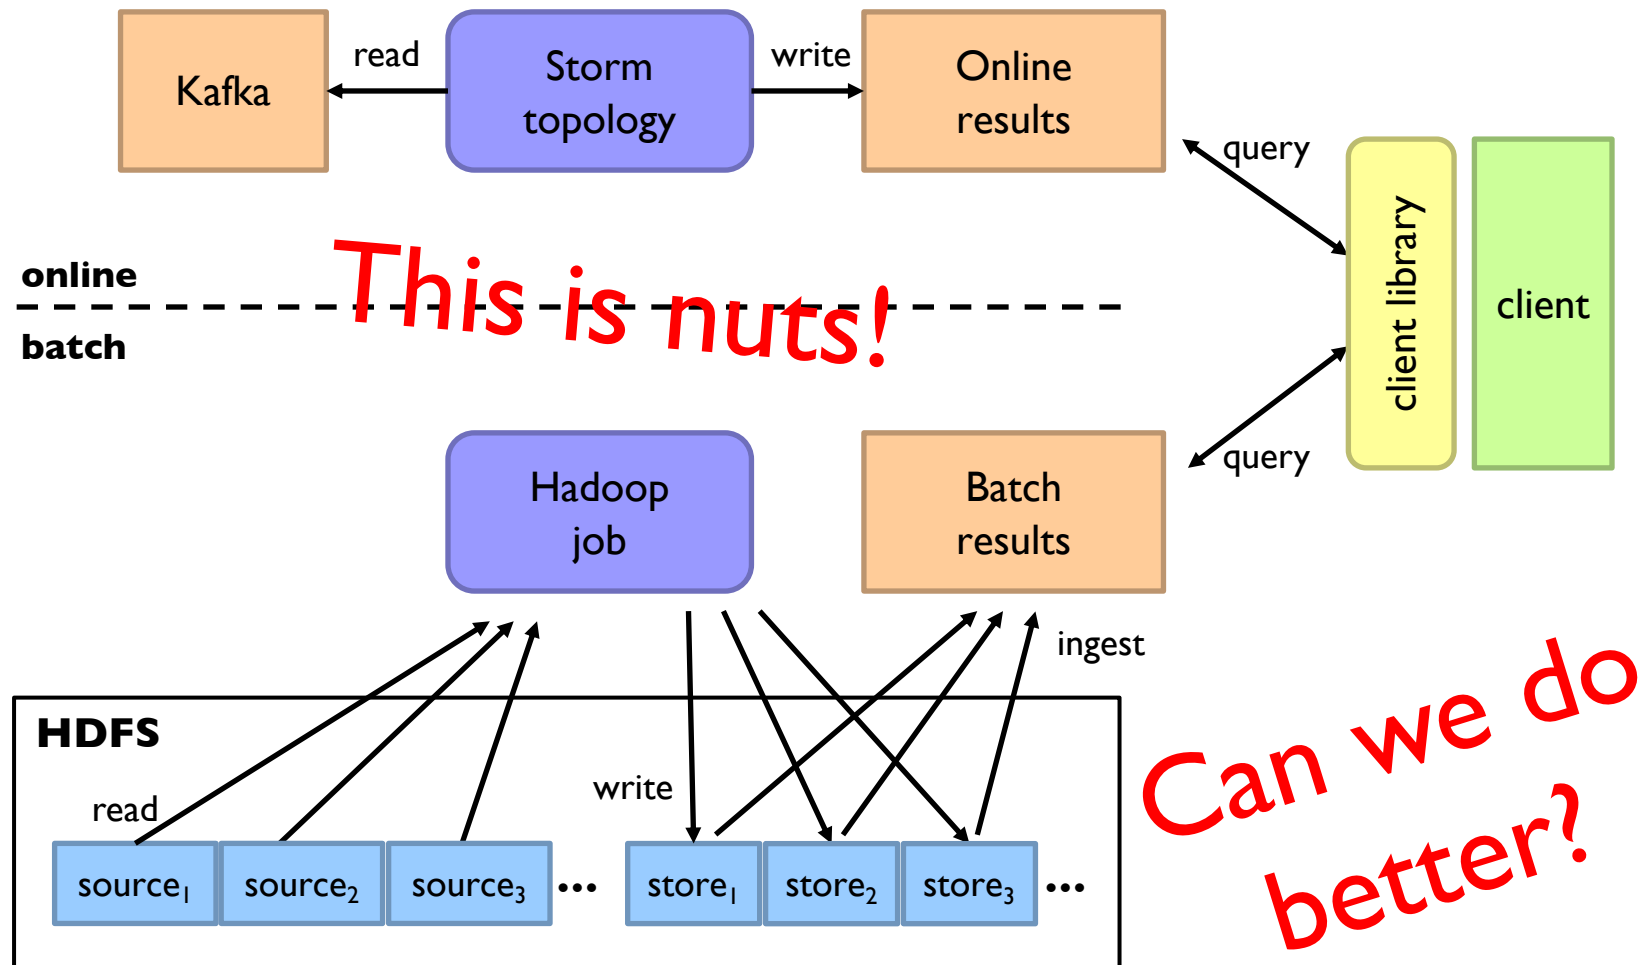 Kafka
read
Storm
topology
write
Online
results
query
client library
client
online
This is nuts!
batch
query
Hadoop
job
Batch
results
ingest
HDFS
read
write
source₁
source₂
source₃
...
store₁
store₂
store₃
...
Can we do
better?